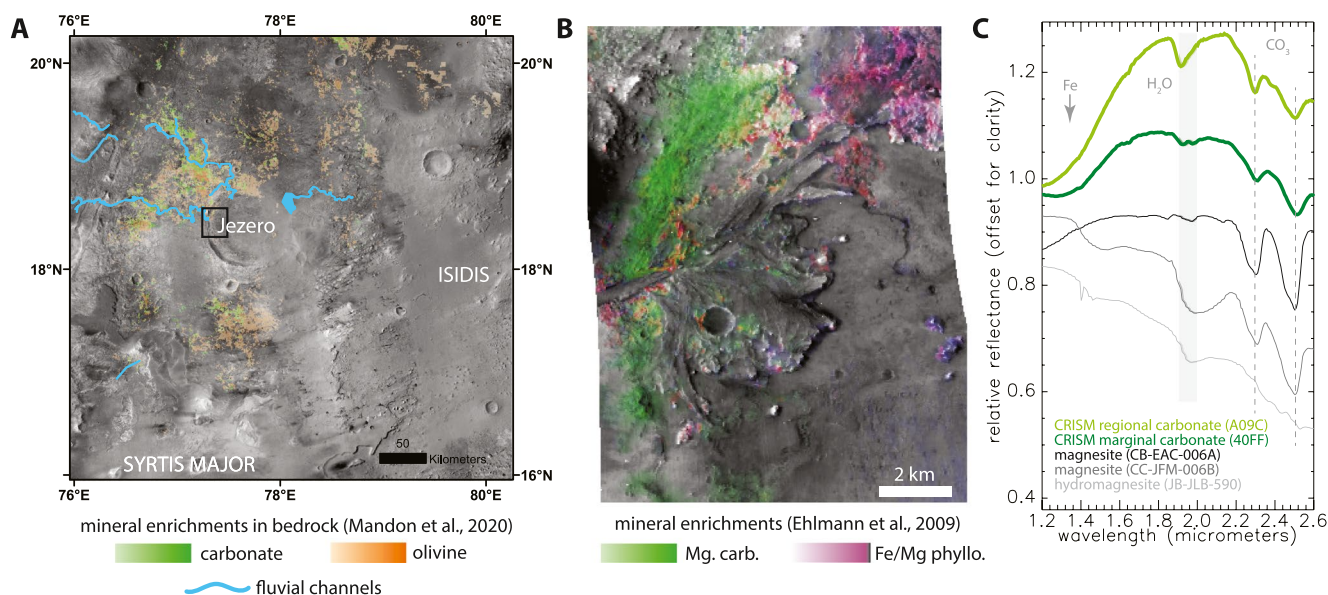 A
76°E
78°E
80°E
20°N
20°N
Jezero
18°N
18°N
ISIDIS
50
Kilometers
SYRTIS MAJOR
16°N
76°E
78°E
80°E
mineral enrichments in bedrock (Mandon et al., 2020)
carbonate
olivine
fluvial channels
B
2 km
mineral enrichments (Ehlmann et al., 2009)
Mg. carb.
Fe/Mg phyllo.
C
CO3
Fe
H2O
1.2
1.0
0.8
0.6
0.4
relative reflectance (offset for clarity)
CRISM regional carbonate (A09C)
CRISM marginal carbonate (40FF)
magnesite (CB-EAC-006A)
magnesite (CC-JFM-006B)
hydromagnesite (JB-JLB-590)
1.2 1.4 1.6 1.8 2.0 2.2 2.4 2.6
wavelength (micrometers)